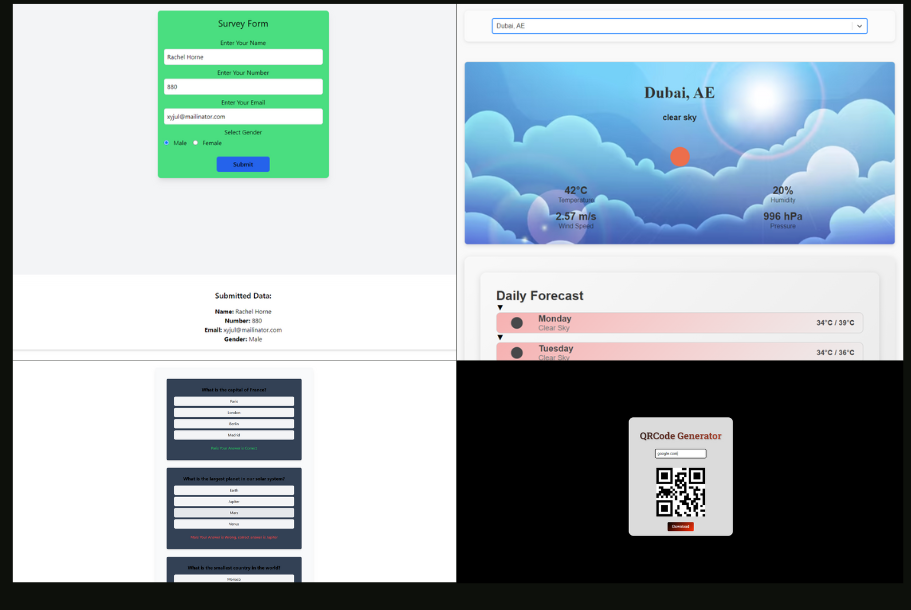 Survey Form
Enter Your Name
Rachel Horne
Enter Your Number
880
Enter Your Email
xyjul@mailinator.com
Select Gender
Male Female
Submit
Submitted Data:
Name: Rachel Horne
Number: 880
Email: xyjul@mailinator.com
Gender: Male
Dubai, AE
Dubai, AE
clear sky
42°C 20%
Temperature Humidity
2.57 m/s 996 hPa
Wind Speed Pressure
Daily Forecast
Monday
Clear Sky
34°C / 39°C
Tuesday
Clear Sky
34°C / 36°C
What is the capital of France?
Paris
London
Berlin
Madrid
What is the largest planet in our solar system?
Earth
Jupiter
Mars
Venus
What is the smallest country in the world?
Monaco
QRCode Generator
google.com
Download